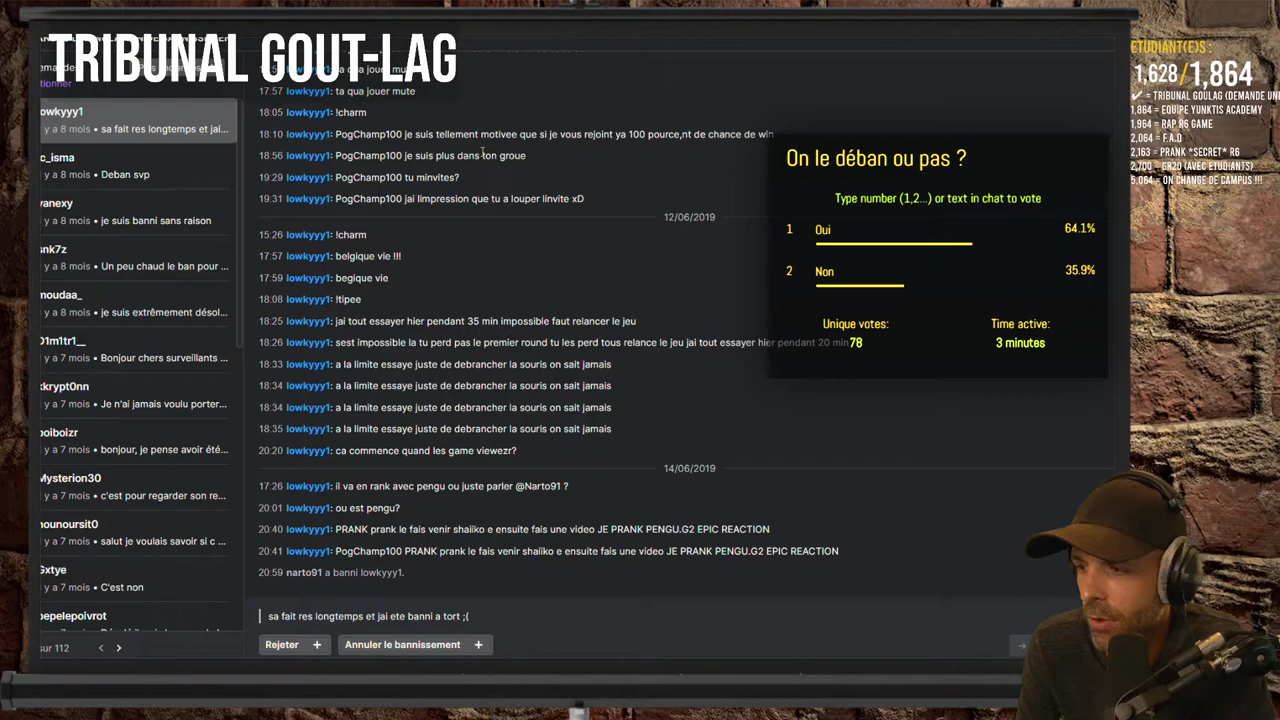 TRIBUNAL GOUT-LAG
tionner
lowkyyy1
y a 8 mois • sa fait res longtemps et jai...
c_isma
y a 8 mois • Deban svp
vanexy
y a 8 mois • je suis banni sans raison
snk7z
y a 8 mois • Un peu chaud le ban pour ...
moudaa_
y a 8 mois • je suis extrêmement désol...
D1m1tr1__
y a 7 mois • Bonjour chers surveillants ...
kkrypt0nn
y a 7 mois • Je n'ai jamais voulu porter...
poiboizr
y a 7 mois • bonjour, je pense avoir été...
Mysterion30
y a 7 mois • c'est pour regarder son re...
nounoursit0
y a 7 mois • salut je voulais savoir si c ...
Gxtye
y a 7 mois • C'est non
pepelepoivrot
sur 112
17:57 lowkyyy1: ta qua jouer mute
18:05 lowkyyy1: !charm
18:10 lowkyyy1: PogChamp100 je suis tellement motivee que si je vous rejoint ya 100 pource,nt de chance de win
18:56 lowkyyy1: PogChamp100 je suis plus dans ton groue
19:29 lowkyyy1: PogChamp100 tu minvites?
19:31 lowkyyy1: PogChamp100 jai limpression que tu a louper linvite xD
12/06/2019
15:26 lowkyyy1: !charm
17:57 lowkyyy1: belgique vie !!!
17:59 lowkyyy1: begique vie
18:08 lowkyyy1: !tipee
18:25 lowkyyy1: jai tout essayer hier pendant 35 min impossible faut relancer le jeu
18:26 lowkyyy1: sest impossible la tu perd pas le premier round tu les perd tous relance le jeu jai tout essayer hier pendant 20 min
18:33 lowkyyy1: a la limite essaye juste de debrancher la souris on sait jamais
18:34 lowkyyy1: a la limite essaye juste de debrancher la souris on sait jamais
18:34 lowkyyy1: a la limite essaye juste de debrancher la souris on sait jamais
18:35 lowkyyy1: a la limite essaye juste de debrancher la souris on sait jamais
20:20 lowkyyy1: ca commence quand les game viewezr?
14/06/2019
17:26 lowkyyy1: il va en rank avec pengu ou juste parler @Narto91 ?
20:01 lowkyyy1: ou est pengu?
20:40 lowkyyy1: PRANK prank le fais venir shaiiko e ensuite fais une video JE PRANK PENGU.G2 EPIC REACTION
20:41 lowkyyy1: PogChamp100 PRANK prank le fais venir shaiiko e ensuite fais une video JE PRANK PENGU.G2 EPIC REACTION
20:59 narto91 a banni lowkyyy1.
sa fait res longtemps et jai ete banni a tort ;(
Rejeter +
Annuler le bannissement +
On le déban ou pas ?
Type number (1,2...) or text in chat to vote
1 Oui 64.1%
2 Non 35.9%
Unique votes: Time active:
78 3 minutes
ETUDIANT(E)S :
1,628/1,864
✔ = TRIBUNAL GOULAG (DEMANDE UN
1,864 = EQUIPE YUNKTIS ACADEMY
1,964 = RAP R6 GAME
2,064 = F.A.D
2,163 = PRANK *SECRET* R6
2,700 = GR20 (AVEC ETUDIANTS)
5,064 = ON CHANGE DE CAMPUS !!!